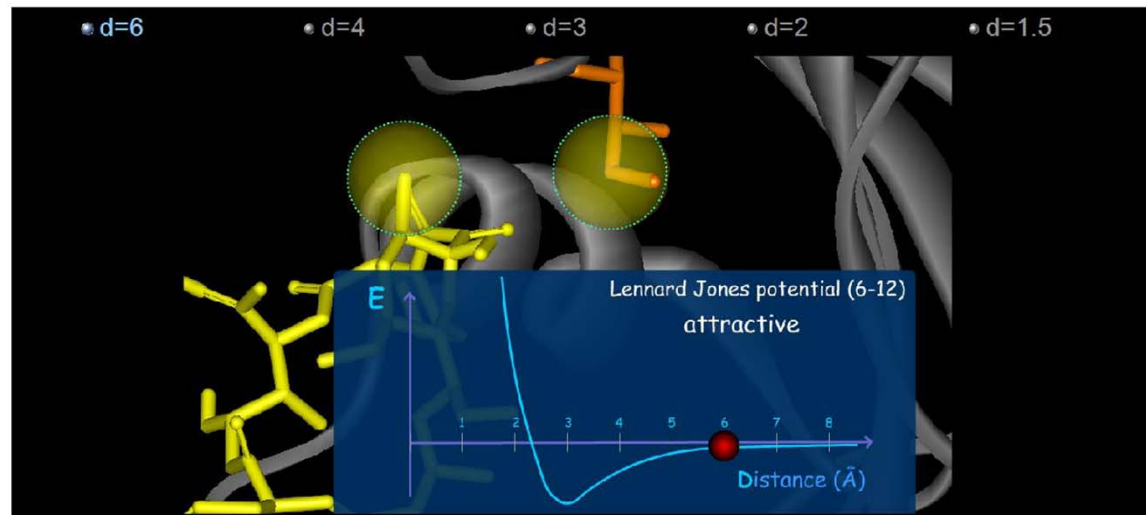 d=6 d=4 d=3 d=2 d=1.5
Lennard Jones potential (6-12)
attractive
E
1 2 3 4 5 6 7 8
Distance (Å)